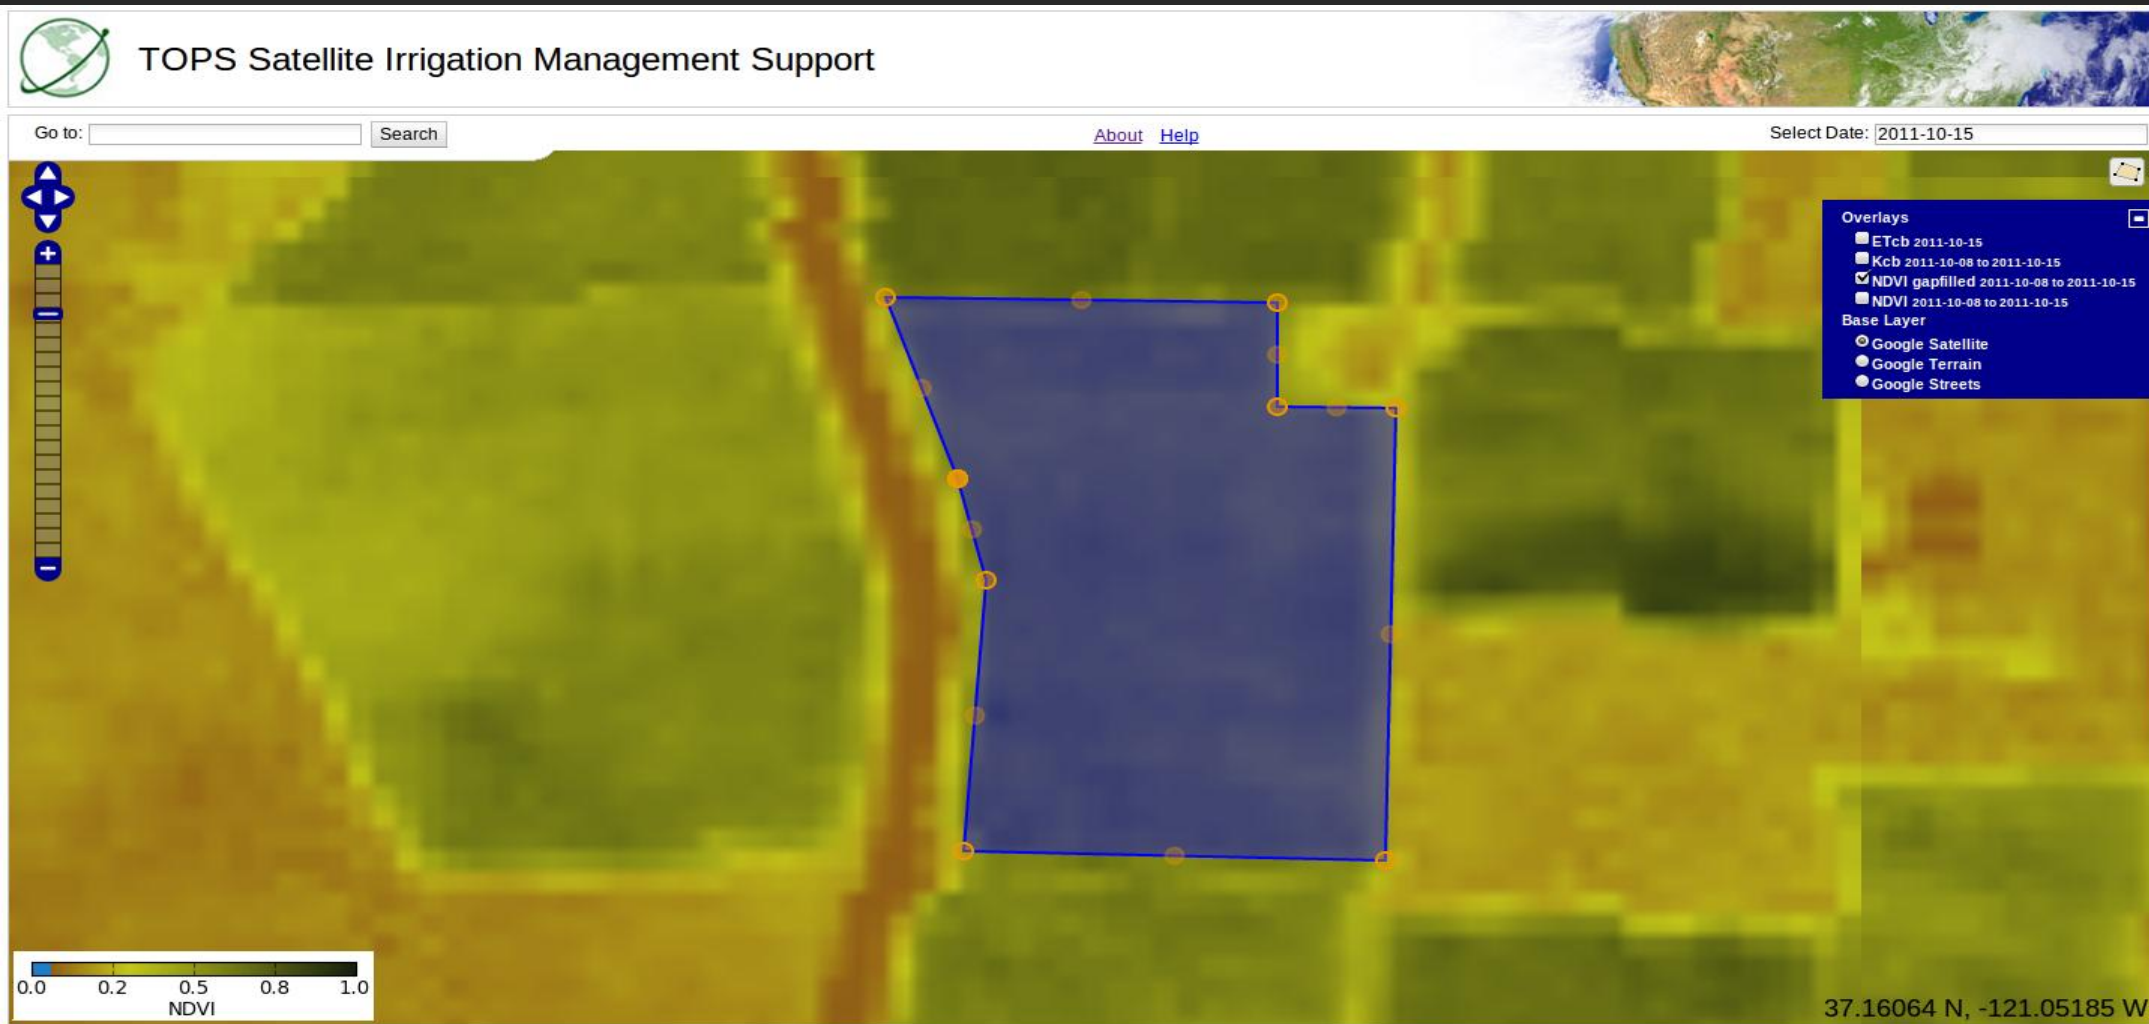 TOPS Satellite Irrigation Management Support
Go to: Search About Help Select Date: 2011-10-15
Overlays
ETcb 2011-10-15
Kcb 2011-10-08 to 2011-10-15
NDVI gapfilled 2011-10-08 to 2011-10-15
NDVI 2011-10-08 to 2011-10-15
Base Layer
Google Satellite
Google Terrain
Google Streets
0.0 0.2 0.5 0.8 1.0
NDVI
37.16064 N, -121.05185 W